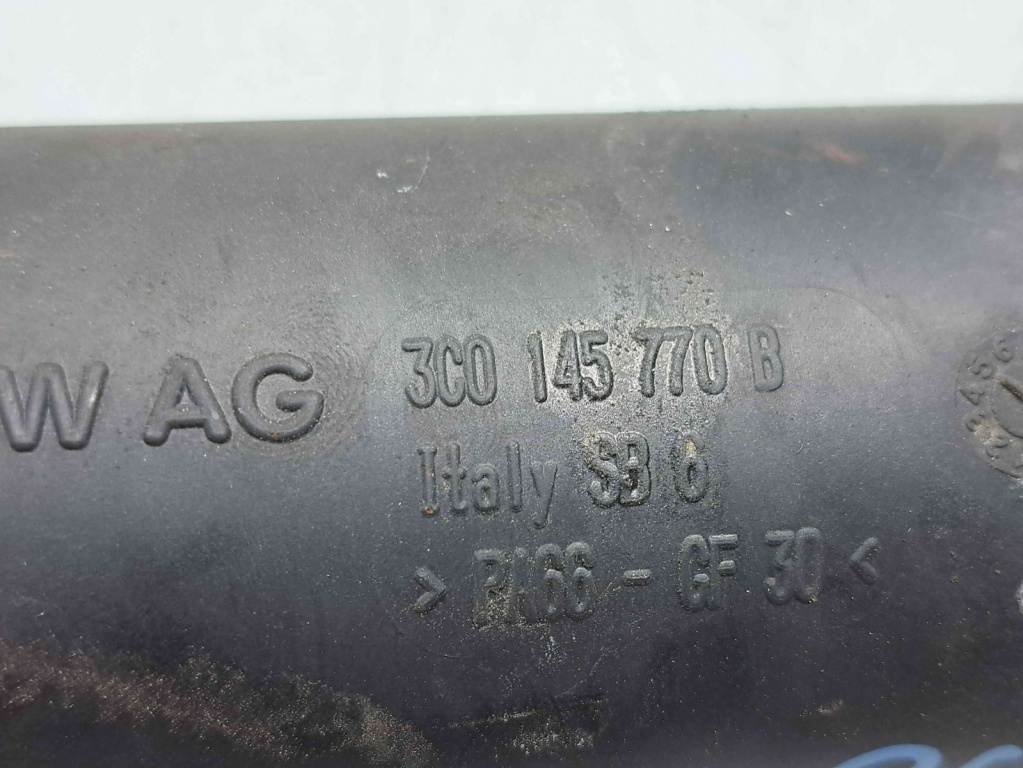 W AG 3C0 145 770 B
Italy SB 6
> PA66 - GF 30 <